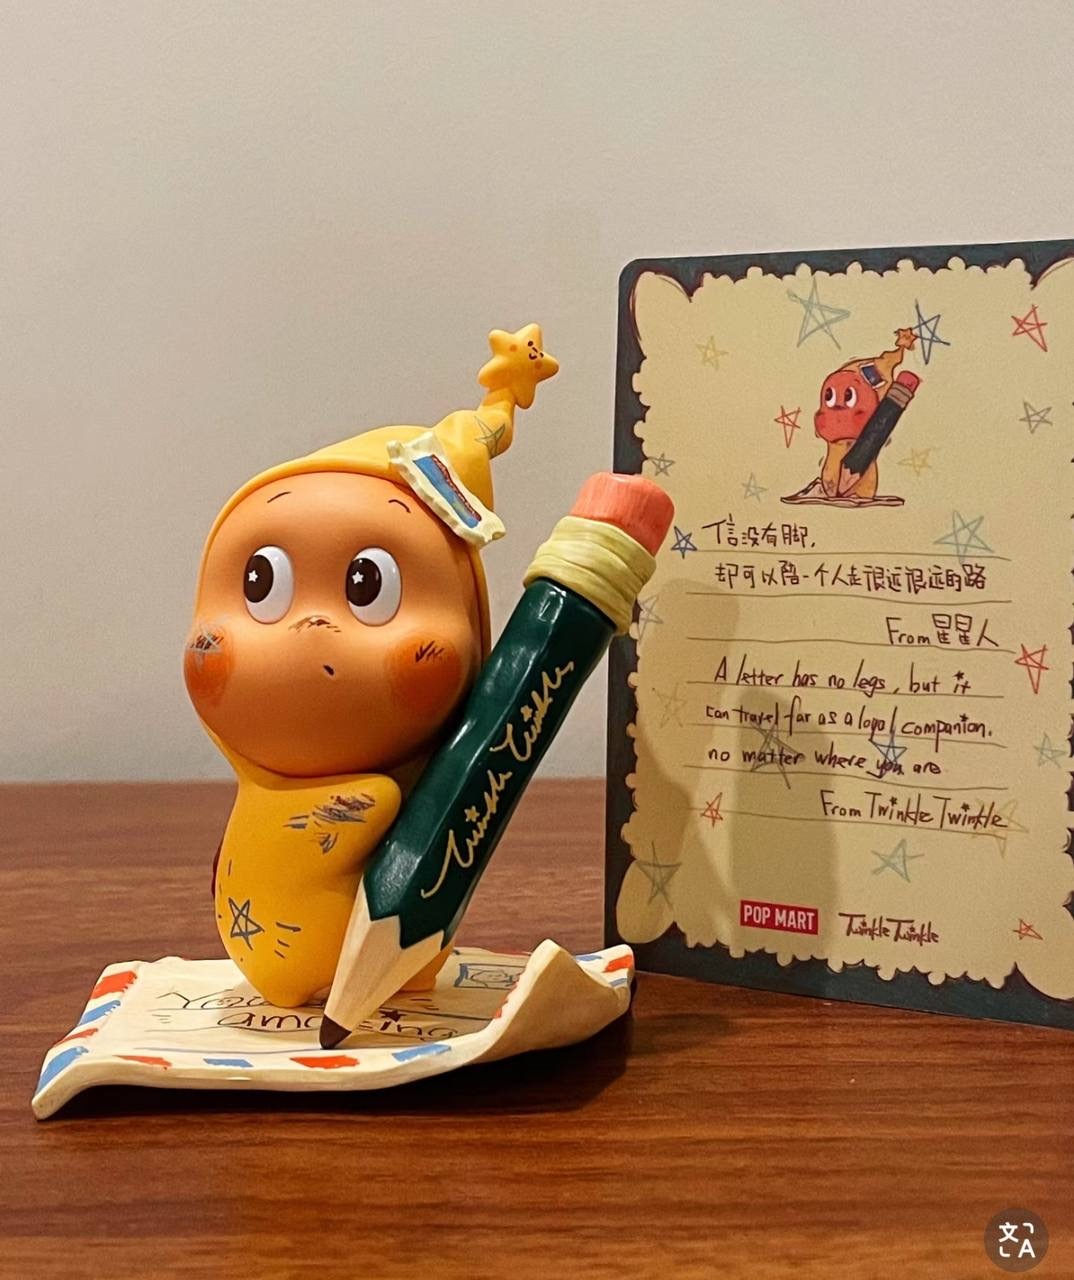 Twinkle Twinkle
You
amazing
信没有脚,
却可以陪一个人走很远很远的路
From 星星人
A letter has no legs, but it
can travel far as a loyal companion.
no matter where you are
From Twinkle Twinkle
POP MART
Twinkle Twinkle